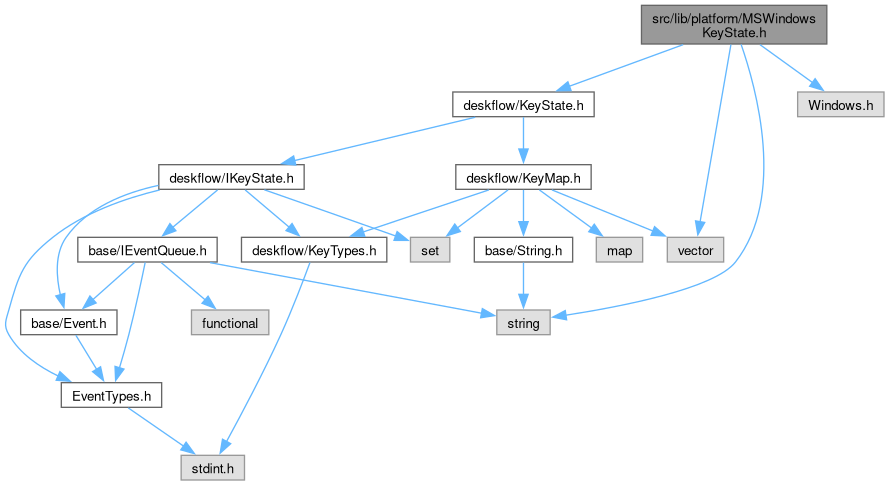 src/lib/platform/MSWindows
KeyState.h
deskflow/KeyState.h
Windows.h
deskflow/IKeyState.h
deskflow/KeyMap.h
base/IEventQueue.h
deskflow/KeyTypes.h
set
base/String.h
map
vector
base/Event.h
functional
string
EventTypes.h
stdint.h